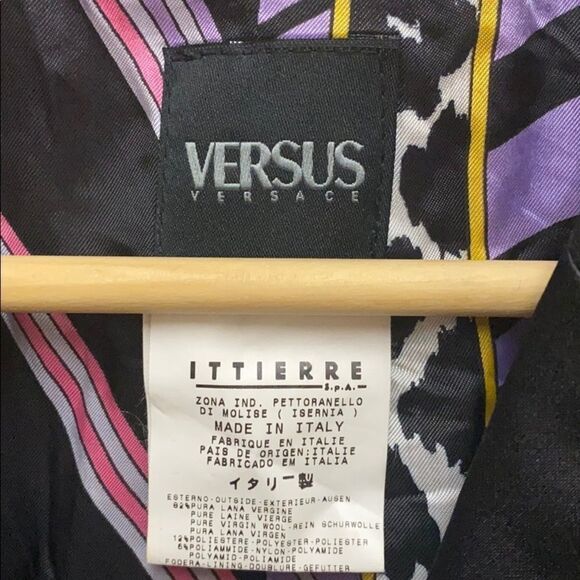 VERSUS
VERSACE
ITTIERRE
S.p.A.
ZONA IND. PETTORANELLO
DI MOLISE ( ISERNIA )
MADE IN ITALY
FABRIQUE EN ITALIE
PAIS DE ORIGEN:ITALIE
FABRICADO EM ITALIA
イタリー製
ESTERNO-OUTSIDE-EXTERIEUR-AUSEN
82%PURA LANA VERGINE
PURE LAINE VIERGE
PURE VIRGIN WOOL-REIN SCHURWOLLE
PURA LANA VIRGEN
12%POLIESTERE-POLYESTER-POLIESTER
6%POLIAMMIDE-NYLON-POLYAMIDE
POLYAMID-POLIAMIDE
FODERA-LINING-DOUBLURE-GEFUTTER